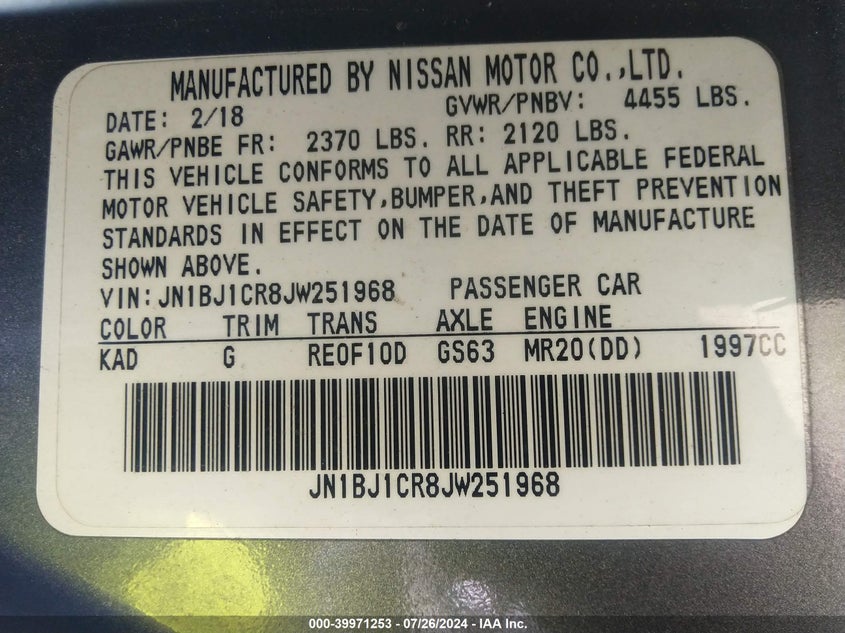 MANUFACTURED BY NISSAN MOTOR CO.,LTD.
DATE: 2/18 GVWR/PNBV: 4455 LBS.
GAWR/PNBE FR: 2370 LBS. RR: 2120 LBS.
THIS VEHICLE CONFORMS TO ALL APPLICABLE FEDERAL
MOTOR VEHICLE SAFETY,BUMPER,AND THEFT PREVENTION
STANDARDS IN EFFECT ON THE DATE OF MANUFACTURE
SHOWN ABOVE.
VIN:JN1BJ1CR8JW251968 PASSENGER CAR
COLOR TRIM TRANS AXLE ENGINE
KAD G RE0F10D GS63 MR20(DD) 1997CC
JN1BJ1CR8JW251968
000-39971253 - 07/26/2024 - IAA Inc.